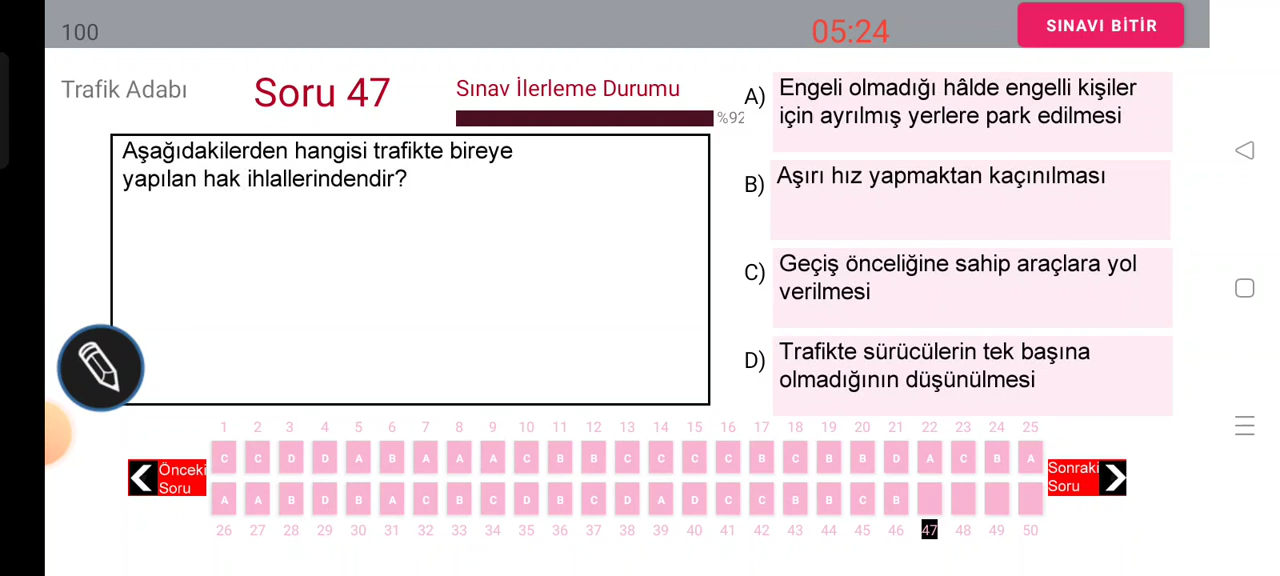 100
05:24
SINAVI BİTİR
Trafik Adabı
Soru 47
Sınav İlerleme Durumu
%92
Aşağıdakilerden hangisi trafikte bireye
yapılan hak ihlallerindendir?
A) Engeli olmadığı hâlde engelli kişiler
için ayrılmış yerlere park edilmesi
B) Aşırı hız yapmaktan kaçınılması
C) Geçiş önceliğine sahip araçlara yol
verilmesi
D) Trafikte sürücülerin tek başına
olmadığının düşünülmesi
1 2 3 4 5 6 7 8 9 10 11 12 13 14 15 16 17 18 19 20 21 22 23 24 25
C C D D A B A A A C B B C C C C B C B B D A C B A
Önceki
Soru
A A B D B A C B C D B C D A D C C B B C B
26 27 28 29 30 31 32 33 34 35 36 37 38 39 40 41 42 43 44 45 46 47 48 49 50
Sonraki
Soru